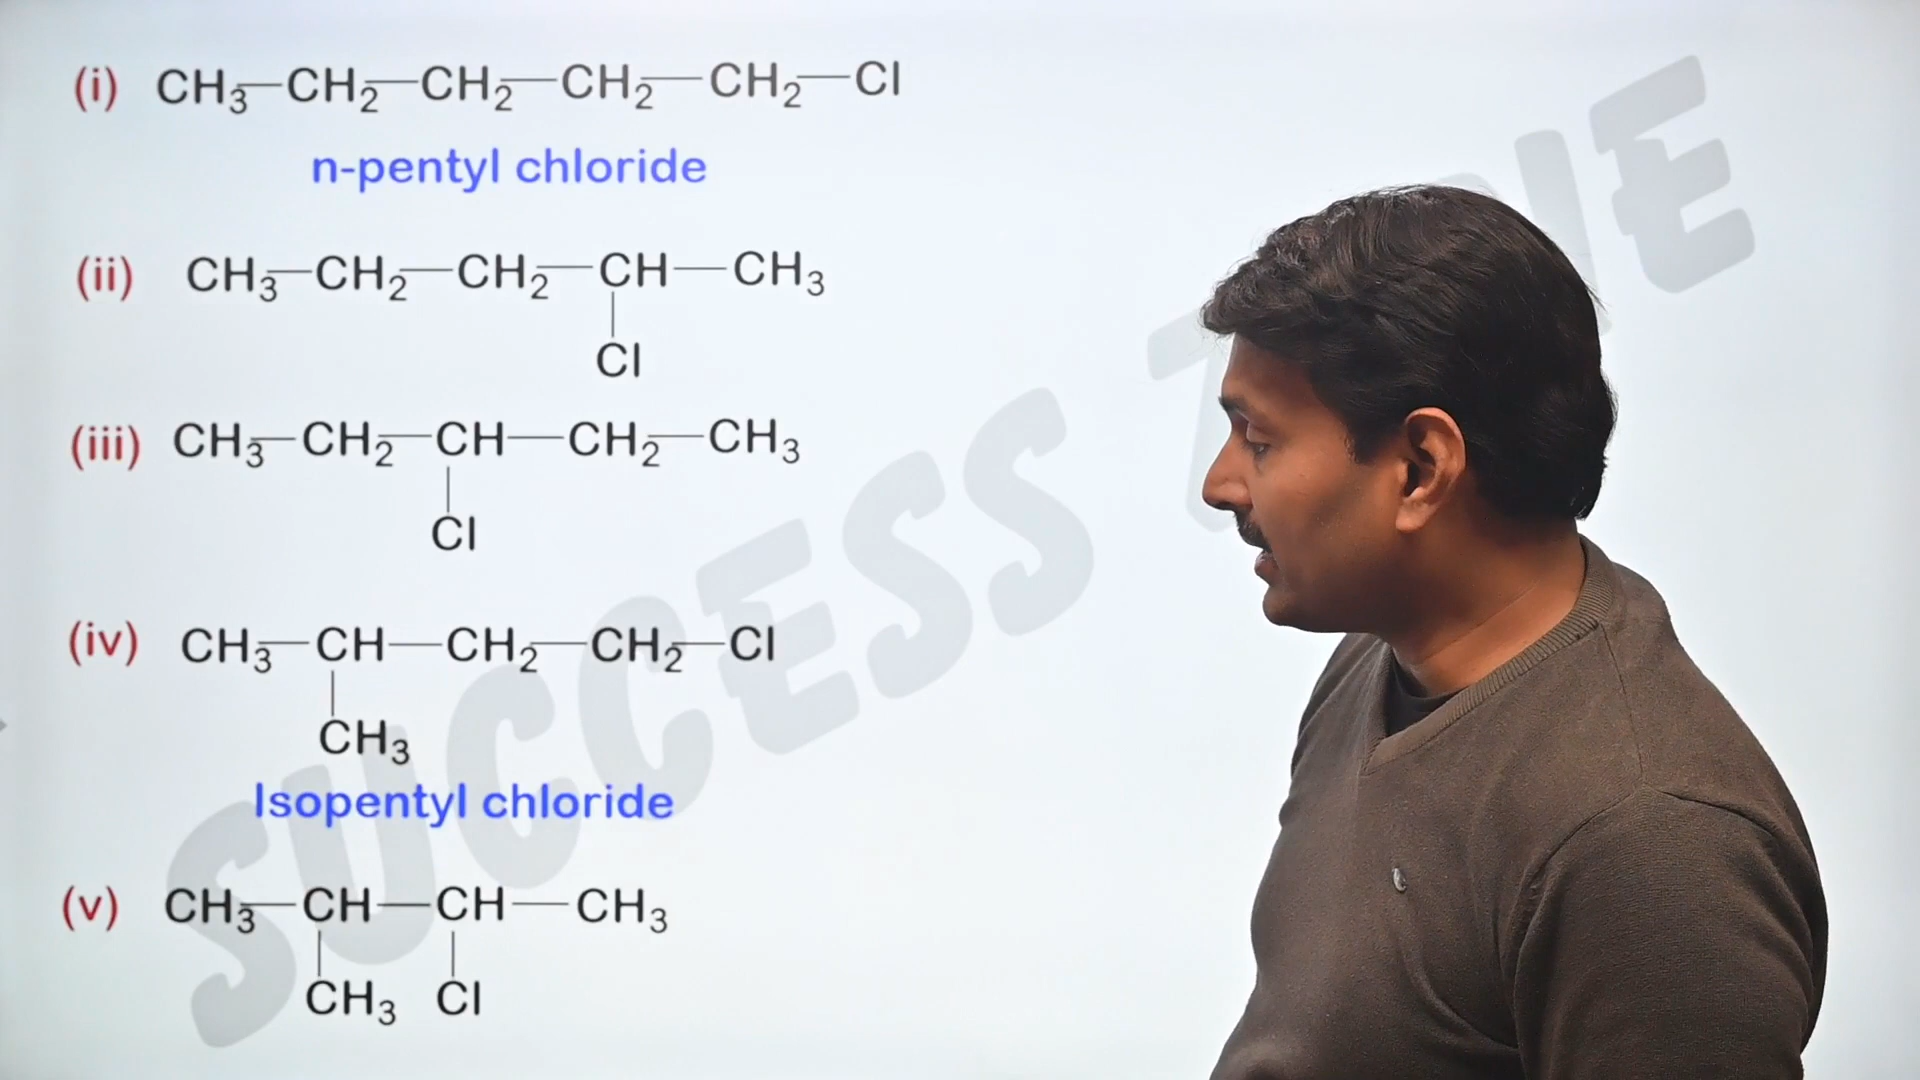 (i) CH3—CH2—CH2—CH2—CH2—Cl
n-pentyl chloride
(ii) CH3—CH2—CH2—CH—CH3
Cl
(iii) CH3—CH2—CH—CH2—CH3
Cl
(iv) CH3—CH—CH2—CH2—Cl
CH3
Isopentyl chloride
(v) CH3—CH—CH—CH3
CH3 Cl
SUCCESS